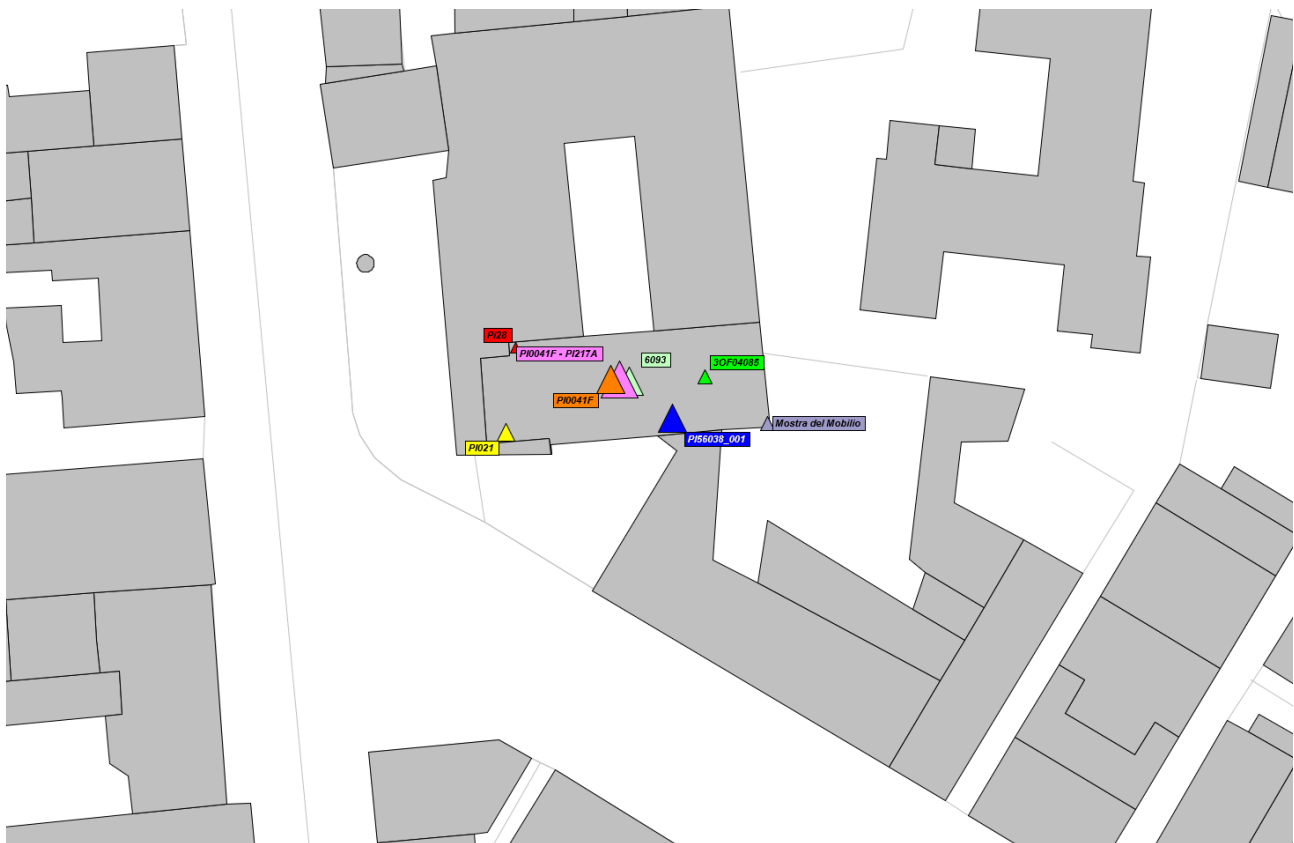 PI28
PI0041F - PI217A
6093
3OF04085
PI0041F
Mostra del Mobilio
PI56038_001
PI021